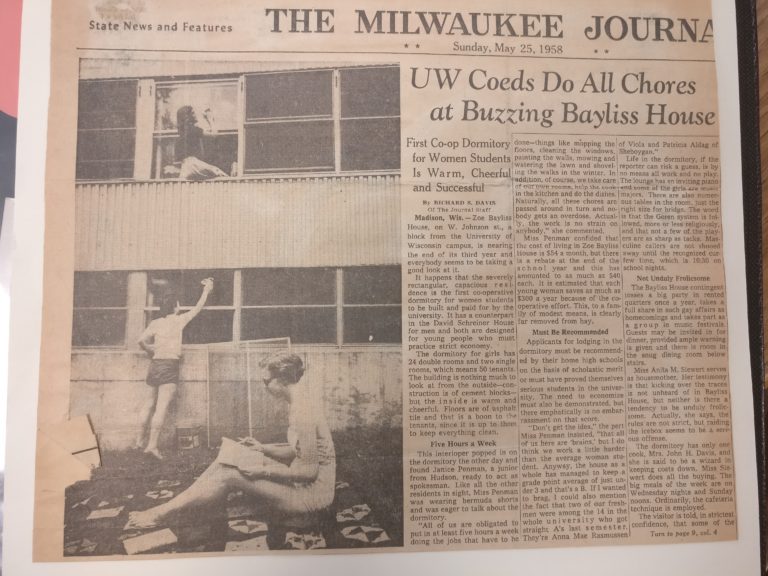 State News and Features
THE MILWAUKEE JOURNA
Sunday, May 25, 1958
UW Coeds Do All Chores
at Buzzing Bayliss House
First Co-op Dormitory
for Women Students
Is Warm, Cheerful
and Successful
By RICHARD S. DAVIS
Of The Journal Staff
Madison, Wis.—Zoe Bayliss
House, on W. Johnson st., a
block from the University of
Wisconsin campus, is nearing
the end of its third year and
everybody seems to be taking a
good look at it.
It happens that the severely
rectangular, capacious resi-
dence is the first co-operative
dormitory for women students
to be built and paid for by the
university. It has a counterpart
in the David Schreiner House
for men and both are designed
for young people who must
practice strict economy.
The dormitory for girls has
24 double rooms and two single
rooms, which means 50 tenants.
The building is nothing much to
look at from the outside—con-
struction is of cement blocks—
but the inside is warm and
cheerful. Floors are of asphalt
tile and that is a boon to the
tenants, since it is up to them
to keep everything clean.
Five Hours a Week
This interloper popped in on
the dormitory the other day and
found Janice Penman, a junior
from Hudson, ready to act as
spokesman. Like all the other
residents in sight, Miss Penman
was wearing bermuda shorts
and was eager to talk about the
dormitory.
"All of us are obligated to
put in at least five hours a week
doing the jobs that have to be
done—things like mopping the
floors, cleaning the windows,
painting the walls, mowing and
watering the lawn and shovel-
ing the walks in the winter. In
addition, of course, we take care
of our own rooms, help the cook
in the kitchen and do the dishes.
Naturally, all these chores are
passed around in turn and no-
body gets an overdose. Actual-
ly, the work is no strain on
anybody," she commented.
Miss Penman confided that
the cost of living in Zoe Bayliss
House is $54 a month, but there
is a rebate at the end of the
school year and this has
amounted to as much as $40
each. It is estimated that each
young woman saves as much as
$300 a year because of the co-
operative effort. This, to a fam-
ily of modest means, is clearly
far removed from hay.
Must Be Recommended
Applicants for lodging in the
dormitory must be recommend-
ed by their home high schools
on the basis of scholastic merit
or must have proved themselves
serious students in the univer-
sity. The need to economize
must also be demonstrated, but
there emphatically is no embar-
rassment on that score.
"Don't get the idea," the pert
Miss Penman insisted, "that all
of us here are 'brains,' but I do
think we work a little harder
than the average woman stu-
dent. Anyway, the house as a
whole has managed to keep a
grade point average of just un-
der 3 and that's a B. If I wanted
to brag, I could also mention
the fact that two of our fresh-
men were among the 14 in the
whole university who got
straight A's last semester.
They're Anna Mae Rasmussen
of Viola and Patricia Aldag of
Sheboygan."
Life in the dormitory, if the
reporter can risk a guess, is by
no means all work and no play.
The lounge has an inviting piano
and some of the girls are music
majors. There are also numer-
ous tables in the room, just the
right size for bridge. The word
is that the Goren system is fol-
lowed, more or less religiously,
and that not a few of the play-
ers are as sharp as tacks. Mas-
culine callers are not shooed
away until the recognized cur-
few time, which is 10:30 on
school nights.
Not Unduly Frolicsome
The Bayliss House contingent
tosses a big party in rented
quarters once a year, takes a
full share in such gay affairs as
homecomings and takes part as
a group in music festivals.
Guests may be invited in for
dinner, provided ample warning
is given and there is room in
the snug dining room below
stairs.
Miss Anita M. Siewert serves
as housemother. Her testimony
is that kicking over the traces
is not unheard of in Bayliss
House, but neither is there a
tendency to be unduly frolic-
some. Actually, she says, the
rules are not strict, but raiding
the icebox seems to be a seri-
ous offense.
The dormitory has only one
cook, Mrs. John H. Davis, and
she is said to be a wizard in
keeping costs down. Miss Sie-
wert does all the buying. The
big meals of the week are on
Wednesday nights and Sunday
noons. Ordinarily, the cafeteria
technique is employed.
The visitor is told, in strictest
confidence, that some of the
Turn to page 9, col. 4